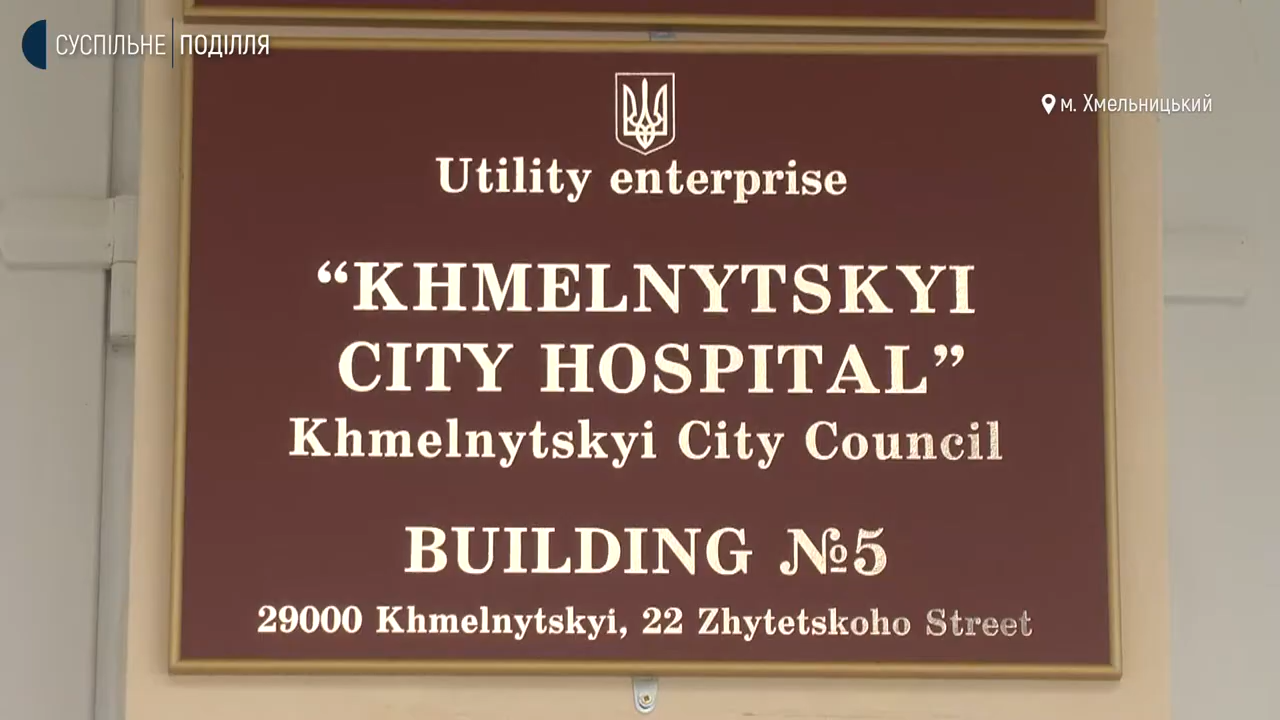 СУСПІЛЬНЕ ПОДІЛЛЯ
м. Хмельницький
Utility enterprise
“KHMELNYTSKYI
CITY HOSPITAL”
Khmelnytskyi City Council
BUILDING №5
29000 Khmelnytskyi, 22 Zhytetskoho Street